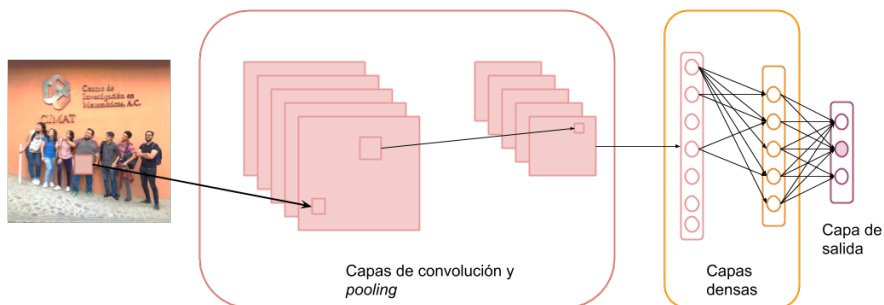 Centro de
Investigación en
Matemáticas, A.C.
CIMAT
Capas de convolución y
pooling
Capas
densas
Capa de
salida